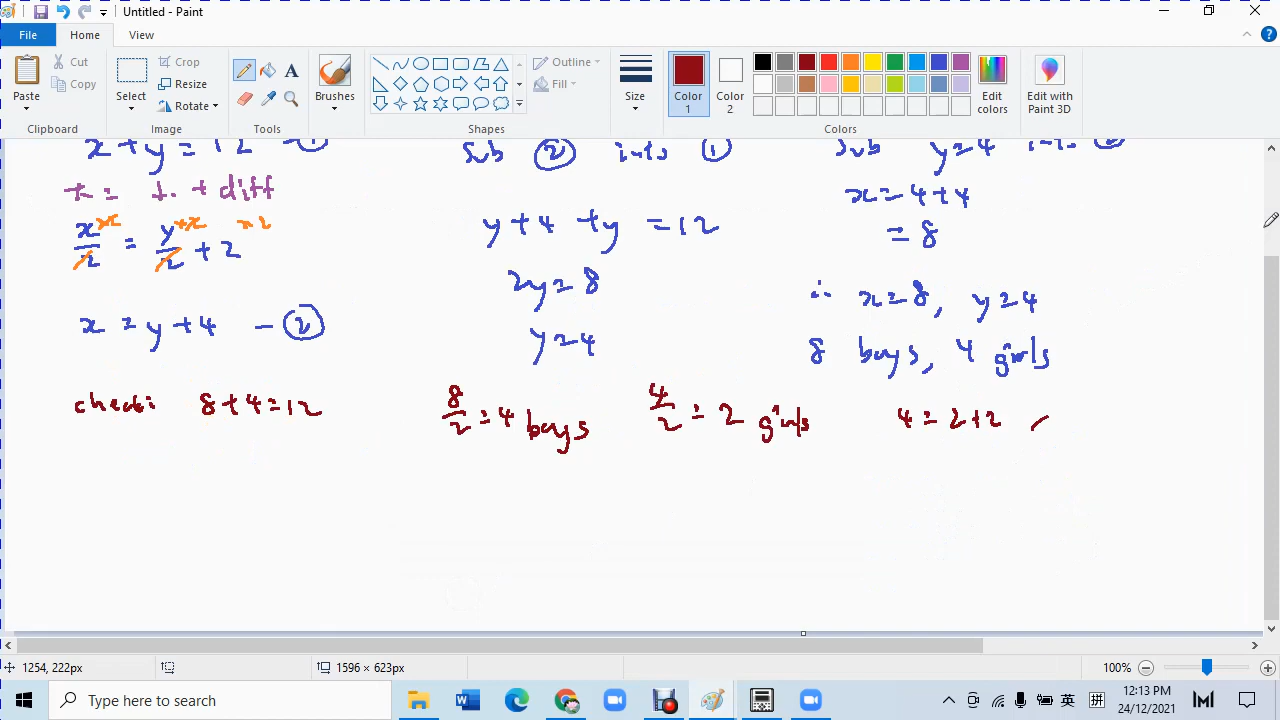 Untitled - Paint
File
Home
View
Paste
Cut
Copy
Clipboard
Select
Crop
Resize
Rotate
Image
A
Tools
Brushes
Shapes
Outline
Fill
Size
Color 1
Color 2
Edit colors
Edit with Paint 3D
Colors
x + y = 12 - ①
diff
x/2 = y/2 + 2
×2
x = y + 4 - ②
sub ② into ①
y + 4 + y = 12
2y = 8
y = 4
sub y = 4 into ②
x = 4 + 4
= 8
∴ x = 8, y = 4
8 boys, 4 girls
check: 8 + 4 = 12
8/2 = 4 boys
4/2 = 2 girls
4 = 2 + 2
1254, 222px
1596 × 623px
100%
Type here to search
英
拼
12:13 PM
24/12/2021